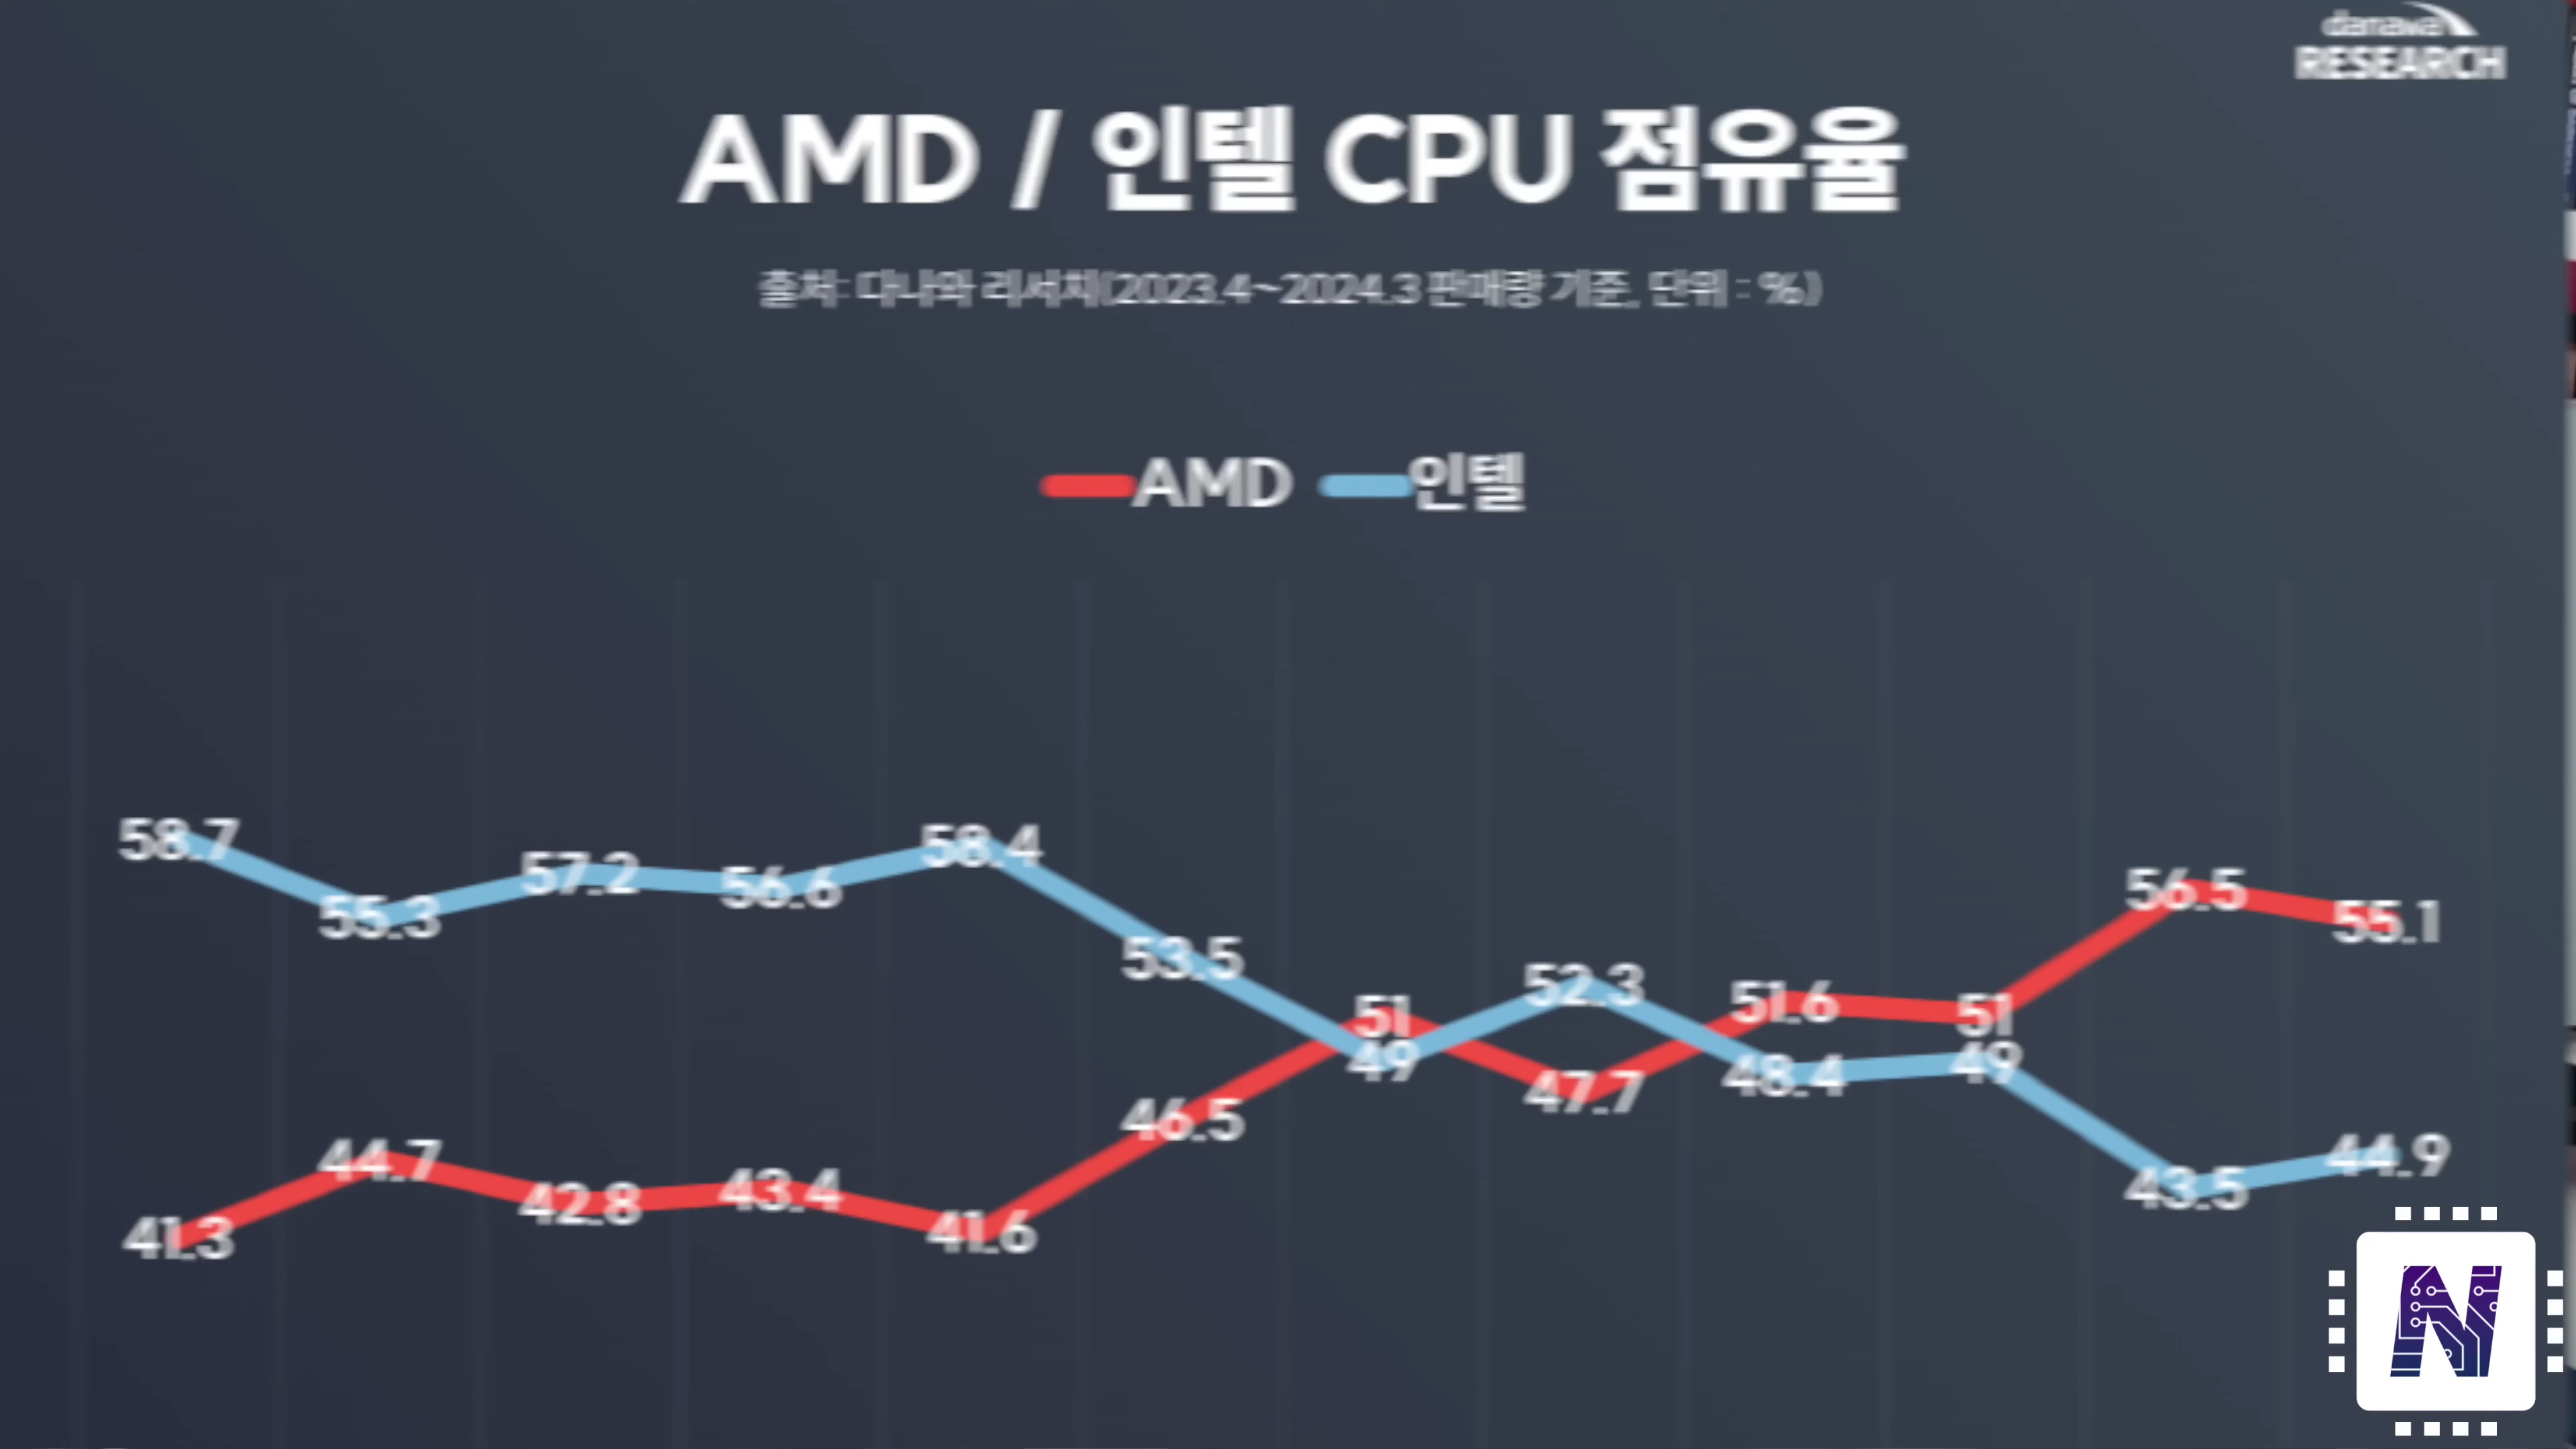 danawa
RESEARCH
AMD / 인텔 CPU 점유율
출처: 다나와 리서치(2023.4~2024.3 판매량 기준, 단위 : %)
AMD 인텔
58.7 55.3 57.2 56.6 58.4 53.5 49 52.3 48.4 49 43.5 44.9
41.3 44.7 42.8 43.4 41.6 46.5 51 47.7 51.6 51 56.5 55.1
N